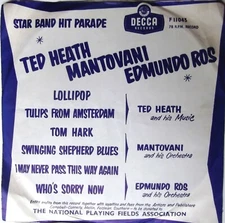 STAR BAND HIT PARADE
DECCA
RECORDS
TED HEATH
MANTOVANI
EDMUNDO ROS
LOLLIPOP
TULIPS FROM AMSTERDAM
TOM HARK
SWINGING SHEPHERD BLUES
I MAY NEVER PASS THIS WAY AGAIN
WHO'S SORRY NOW
TED HEATH
and his Music
MANTOVANI
and his Orchestra
EDMUNDO ROS
and his Orchestra
THE NATIONAL PLAYING FIELDS ASSOCIATION